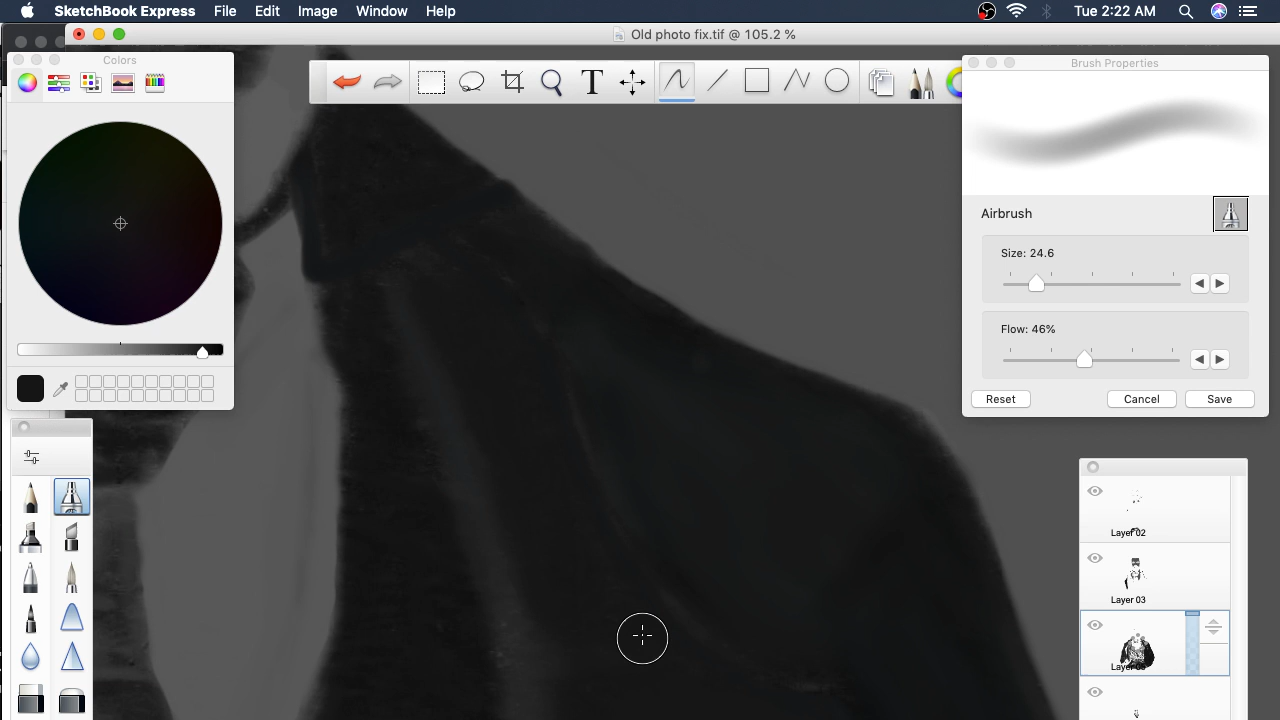 SketchBook Express File Edit Image Window Help Tue 2:22 AM
Old photo fix.tif @ 105.2 %
Colors
T
Brush Properties
Airbrush
Size: 24.6
Flow: 46%
Reset Cancel Save
Layer 02
Layer 03